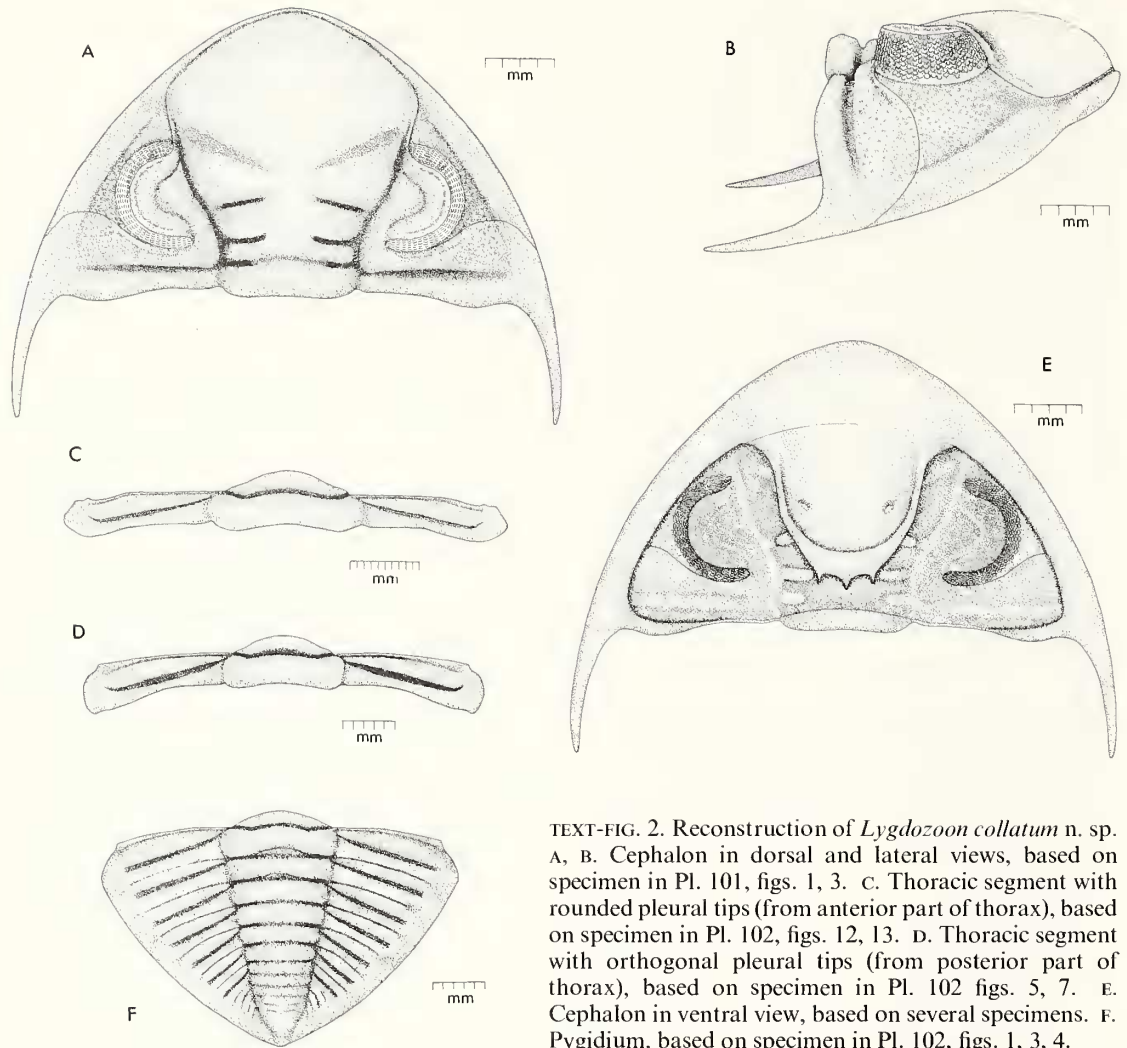 A
mm
B
mm
E
mm
C
mm
D
mm
F
mm
TEXT-FIG. 2. Reconstruction of Lygdozoon collatum n. sp.
A, B. Cephalon in dorsal and lateral views, based on
specimen in Pl. 101, figs. 1, 3. C. Thoracic segment with
rounded pleural tips (from anterior part of thorax), based
on specimen in Pl. 102, figs. 12, 13. D. Thoracic segment
with orthogonal pleural tips (from posterior part of
thorax), based on specimen in Pl. 102 figs. 5, 7. E.
Cephalon in ventral view, based on several specimens. F.
Pygidium, based on specimen in Pl. 102, figs. 1, 3, 4.